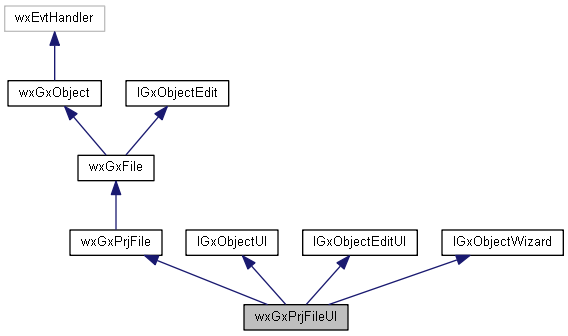 wxEvtHandler
wxGxObject
IGxObjectEdit
wxGxFile
wxGxPrjFile
IGxObjectUI
IGxObjectEditUI
IGxObjectWizard
wxGxPrjFileUI